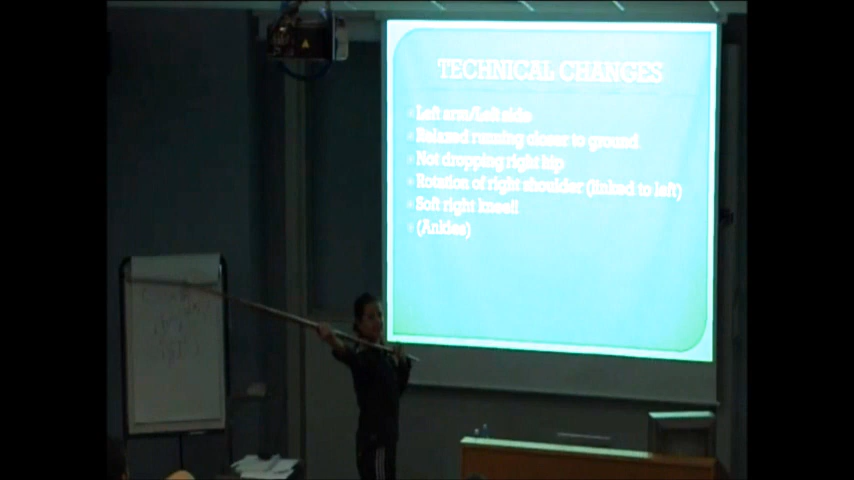 TECHNICAL CHANGES
Left arm/Left side
Relaxed running closer to ground
Not dropping right hip
Rotation of right shoulder (linked to left)
Soft right knee!!
(Ankles)